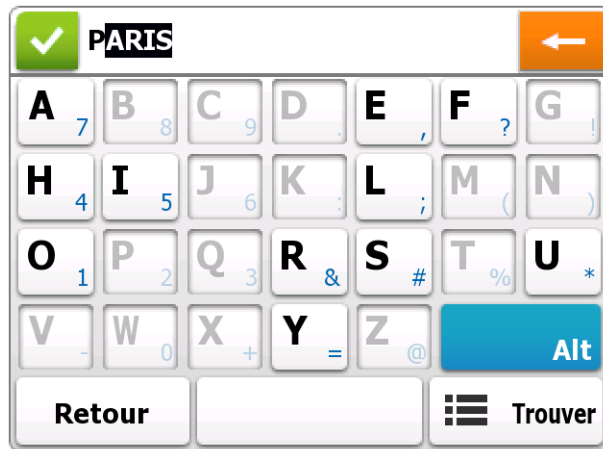 PARIS
A 7 B 8 C 9 D . E , F ? G !
H 4 I 5 J 6 K : L ; M ( N )
O 1 P 2 Q 3 R & S # T % U *
V - W 0 X + Y = Z @ Alt
Retour Trouver